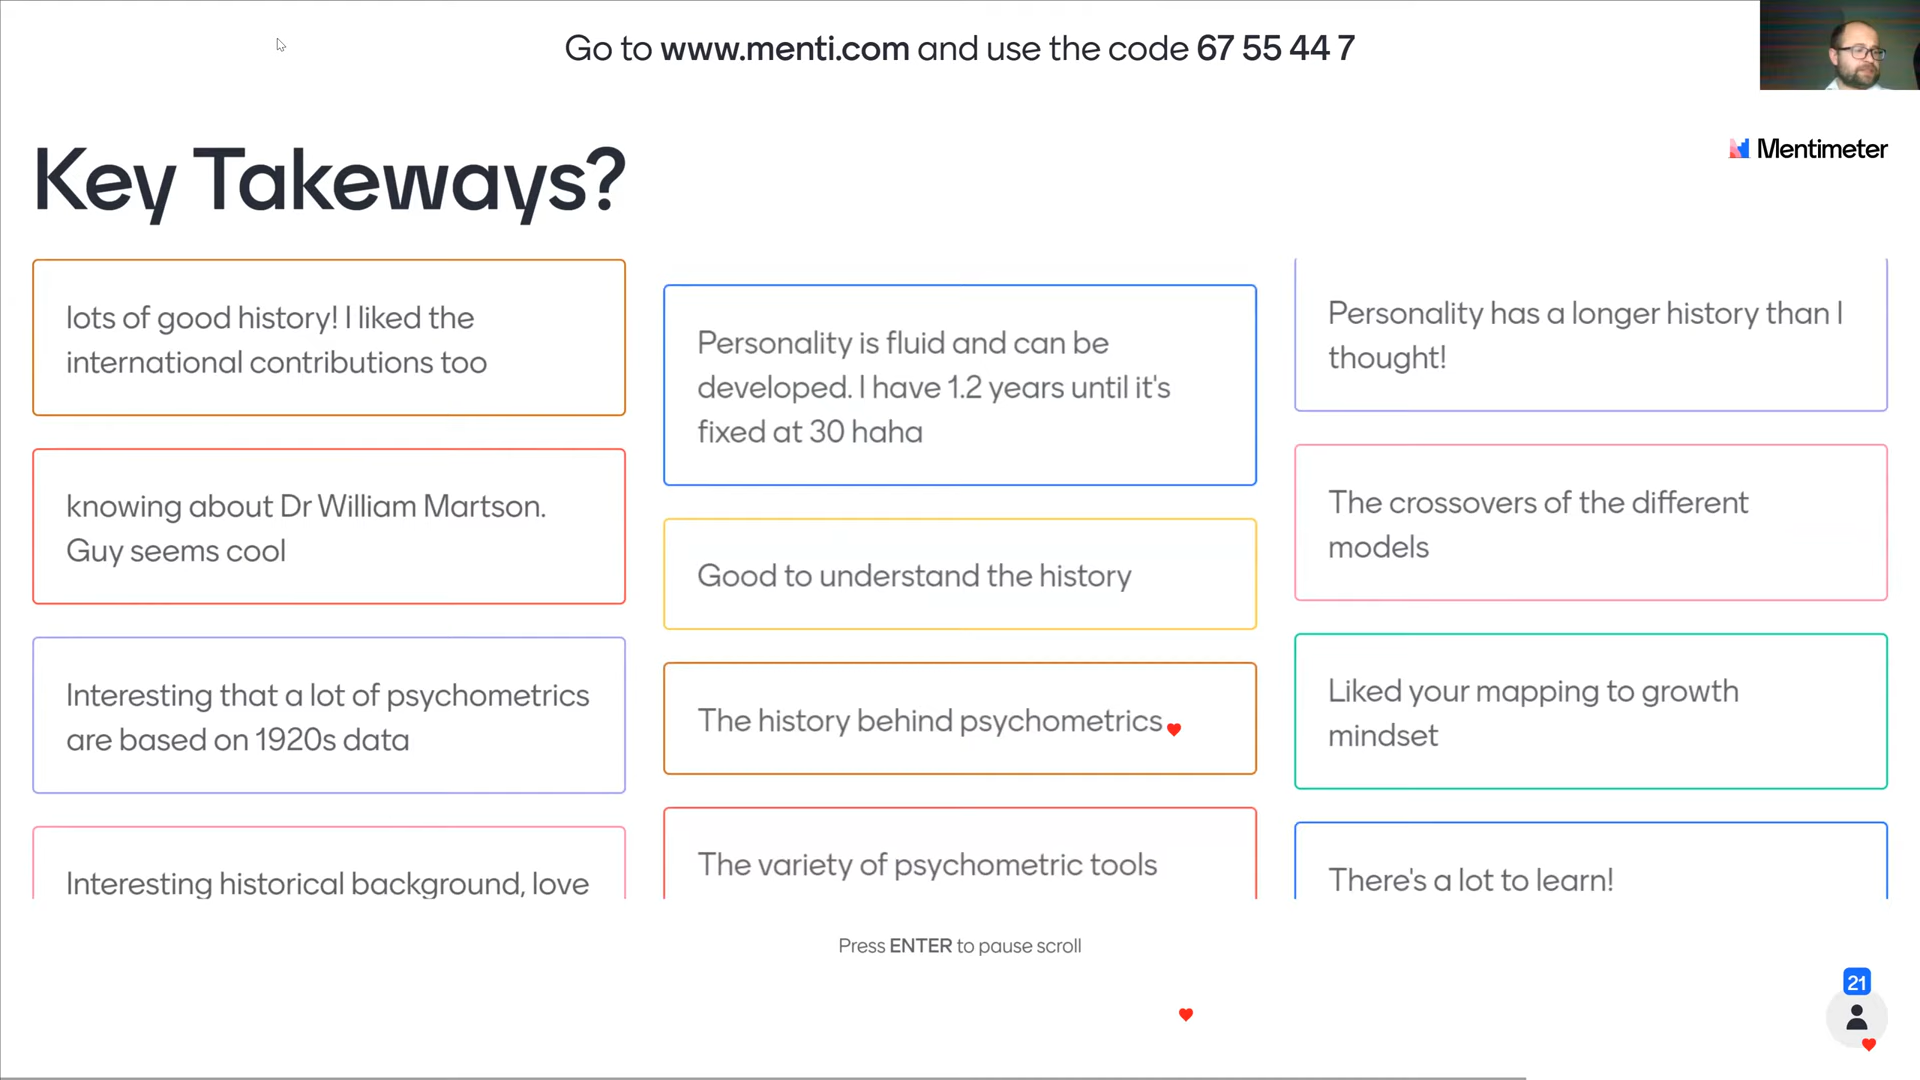 Go to www.menti.com and use the code 67 55 44 7
Mentimeter
Key Takeways?
lots of good history! I liked the
international contributions too
knowing about Dr William Martson.
Guy seems cool
Interesting that a lot of psychometrics
are based on 1920s data
Interesting historical background, love
Personality is fluid and can be
developed. I have 1.2 years until it's
fixed at 30 haha
Good to understand the history
The history behind psychometrics
The variety of psychometric tools
Personality has a longer history than I
thought!
The crossovers of the different
models
Liked your mapping to growth
mindset
There's a lot to learn!
Press ENTER to pause scroll
21